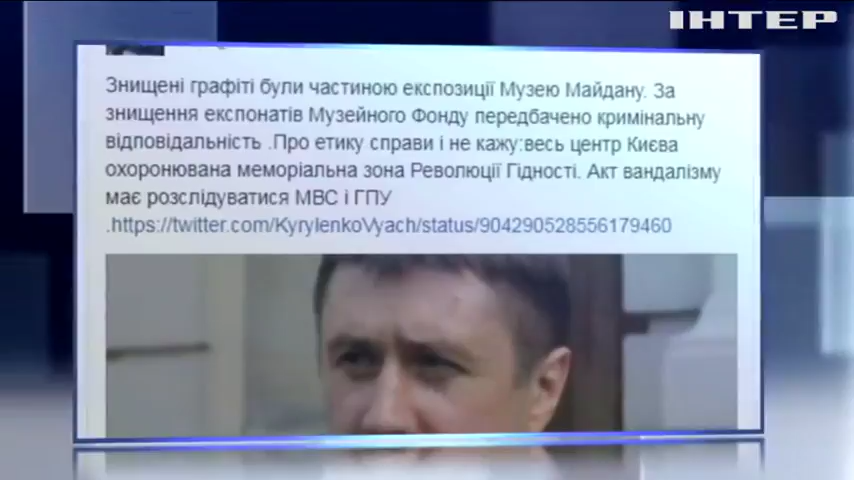 ІНТЕР
Знищені графіті були частиною експозиції Музею Майдану. За
знищення експонатів Музейного Фонду передбачено кримінальну
відповідальність .Про етику справи і не кажу:весь центр Києва
охоронювана меморіальна зона Революції Гідності. Акт вандалізму
має розслідуватися МВС і ГПУ
.https://twitter.com/KyrylenkoVyach/status/904290528556179460